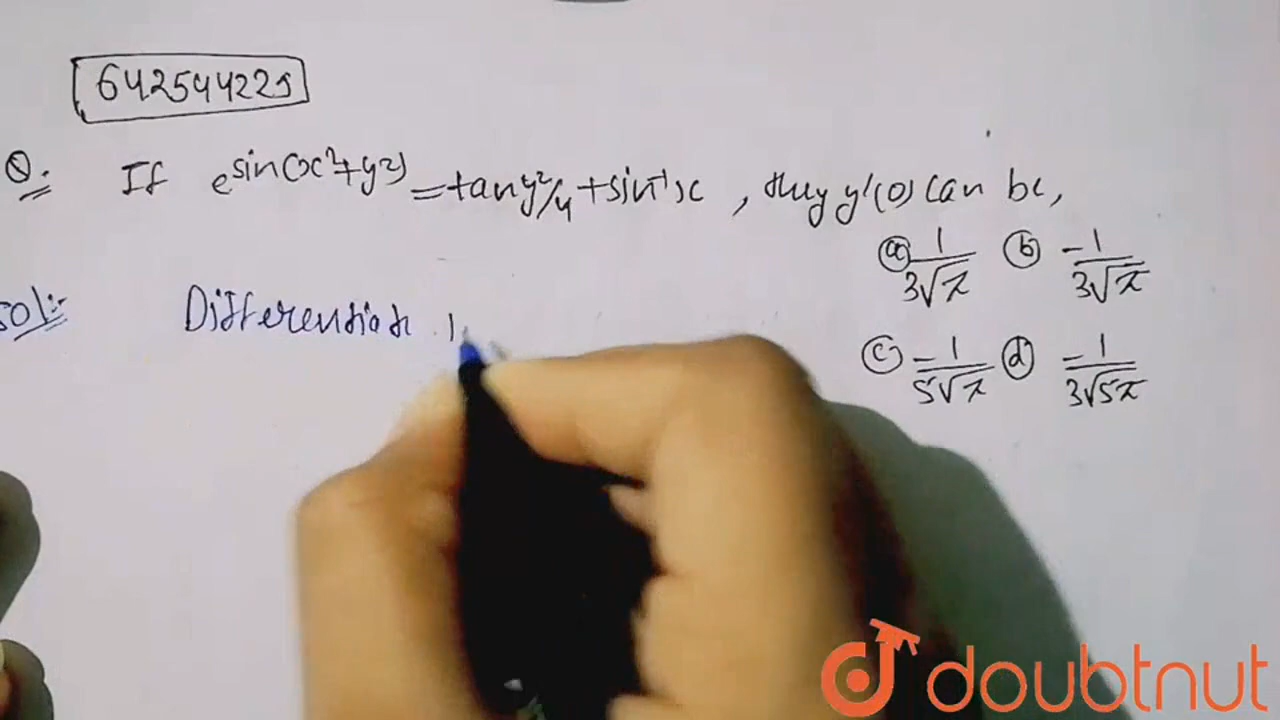 642544225
Q. If e^sin(x²+y²) = tan y²/4 + sin⁻¹x , then y'(0) can be,
(a) 1/3√π (b) -1/3√π
Sol:- Differentiate
(c) -1/5√π (d) -1/3√5π
doubtnut